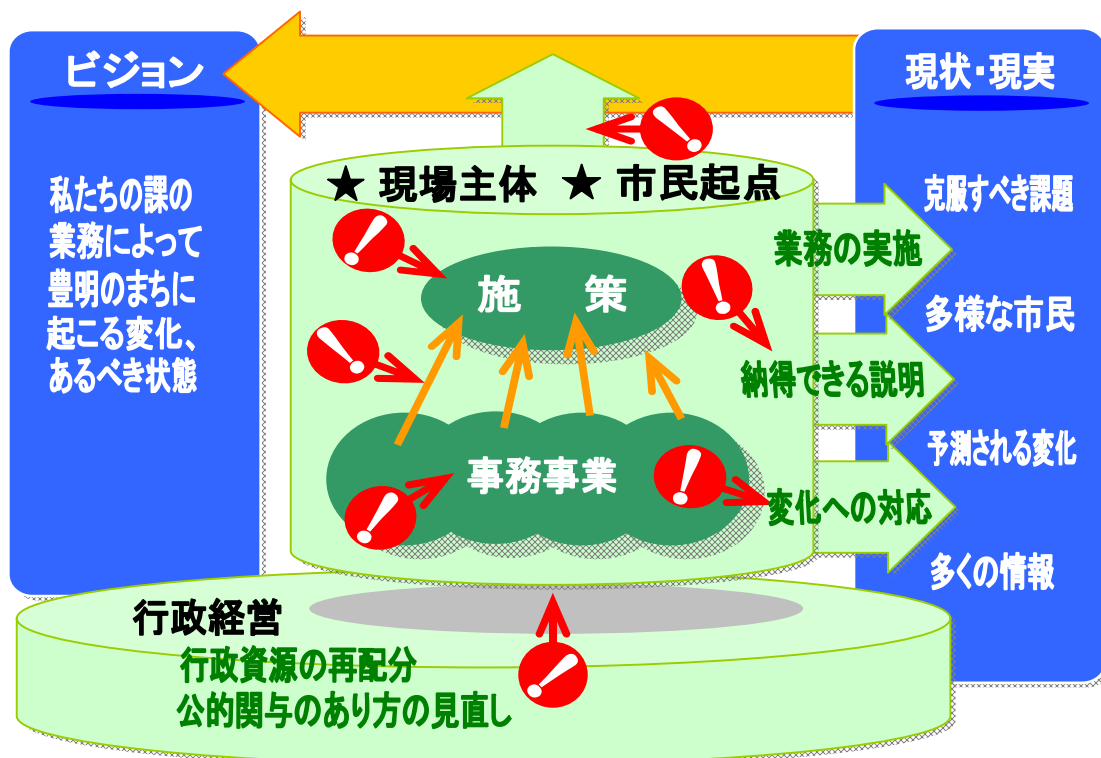 ビジョン
私たちの課の
業務によって
豊明のまちに
起こる変化、
あるべき状態
★ 現場主体 ★ 市民起点
施 策
事務事業
業務の実施
納得できる説明
変化への対応
現状・現実
克服すべき課題
多様な市民
予測される変化
多くの情報
行政経営
行政資源の再配分
公的関与のあり方の見直し